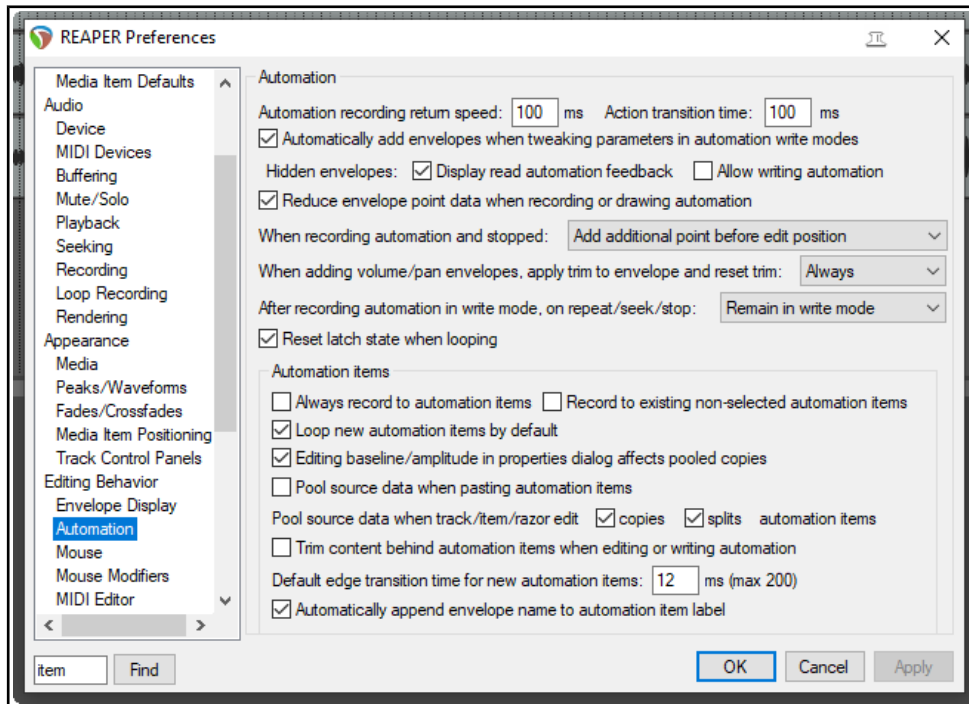 REAPER Preferences
Media Item Defaults
Audio
Device
MIDI Devices
Buffering
Mute/Solo
Playback
Seeking
Recording
Loop Recording
Rendering
Appearance
Media
Peaks/Waveforms
Fades/Crossfades
Media Item Positioning
Track Control Panels
Editing Behavior
Envelope Display
Automation
Mouse
Mouse Modifiers
MIDI Editor
item Find
Automation
Automation recording return speed: 100 ms Action transition time: 100 ms
Automatically add envelopes when tweaking parameters in automation write modes
Hidden envelopes: Display read automation feedback Allow writing automation
Reduce envelope point data when recording or drawing automation
When recording automation and stopped: Add additional point before edit position
When adding volume/pan envelopes, apply trim to envelope and reset trim: Always
After recording automation in write mode, on repeat/seek/stop: Remain in write mode
Reset latch state when looping
Automation items
Always record to automation items Record to existing non-selected automation items
Loop new automation items by default
Editing baseline/amplitude in properties dialog affects pooled copies
Pool source data when pasting automation items
Pool source data when track/item/razor edit copies splits automation items
Trim content behind automation items when editing or writing automation
Default edge transition time for new automation items: 12 ms (max 200)
Automatically append envelope name to automation item label
OK Cancel Apply